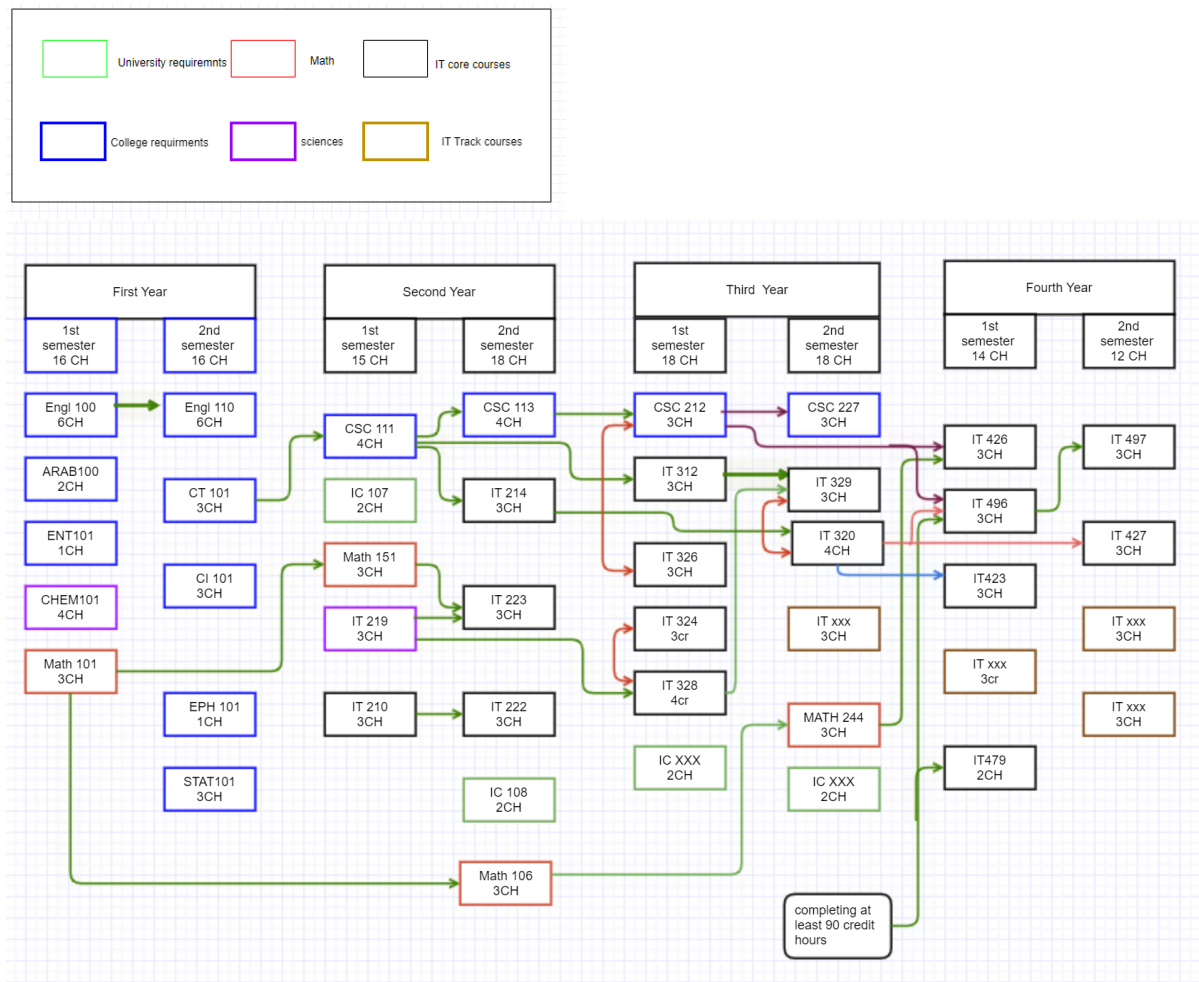 University requiremnts
Math
IT core courses
College requirments
sciences
IT Track courses
First Year
Second Year
Third Year
Fourth Year
1st
semester
16 CH
2nd
semester
16 CH
1st
semester
15 CH
2nd
semester
18 CH
1st
semester
18 CH
2nd
semester
18 CH
1st
semester
14 CH
2nd
semester
12 CH
Engl 100
6CH
ARAB100
2CH
ENT101
1CH
CHEM101
4CH
Math 101
3CH
Engl 110
6CH
CT 101
3CH
CI 101
3CH
EPH 101
1CH
STAT101
3CH
CSC 111
4CH
IC 107
2CH
Math 151
3CH
IT 219
3CH
IT 210
3CH
CSC 113
4CH
IT 214
3CH
IT 223
3CH
IT 222
3CH
IC 108
2CH
Math 106
3CH
CSC 212
3CH
IT 312
3CH
IT 326
3CH
IT 324
3cr
IT 328
4cr
IC XXX
2CH
CSC 227
3CH
IT 329
3CH
IT 320
4CH
IT xxx
3CH
MATH 244
3CH
IC XXX
2CH
completing at
least 90 credit
hours
IT 426
3CH
IT 496
3CH
IT423
3CH
IT xxx
3cr
IT479
2CH
IT 497
3CH
IT 427
3CH
IT xxx
3CH
IT xxx
3CH